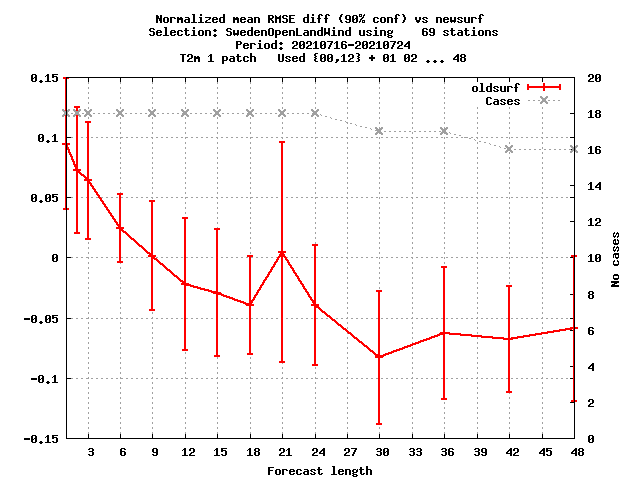 Normalized mean RMSE diff (90% conf) vs newsurf
Selection: SwedenOpenLandWind using    69 stations
Period: 20210716-20210724
T2m 1 patch   Used {00,12} + 01 02 ... 48
oldsurf
Cases
0.15
0.1
0.05
0
-0.05
-0.1
-0.15
20
18
16
14
12
10
8
6
4
2
0
No cases
3 6 9 12 15 18 21 24 27 30 33 36 39 42 45 48
Forecast length